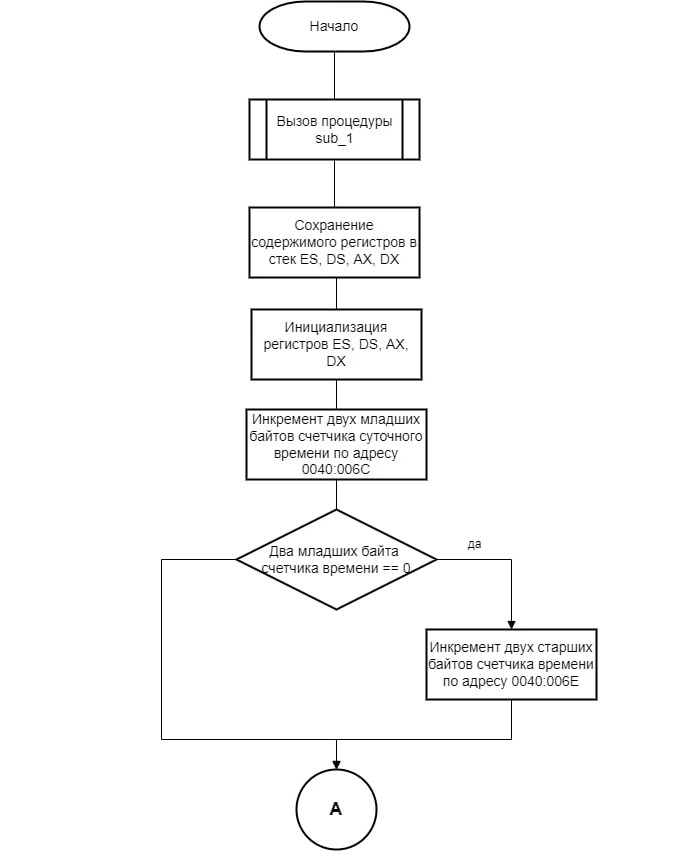 Начало
Вызов процедуры
sub_1
Сохранение
содержимого регистров в
стек ES, DS, AX, DX
Инициализация
регистров ES, DS, AX,
DX
Инкремент двух младших
байтов счетчика суточного
времени по адресу
0040:006C
Два младших байта
счетчика времени == 0
да
Инкремент двух старших
байтов счетчика времени
по адресу 0040:006E
A